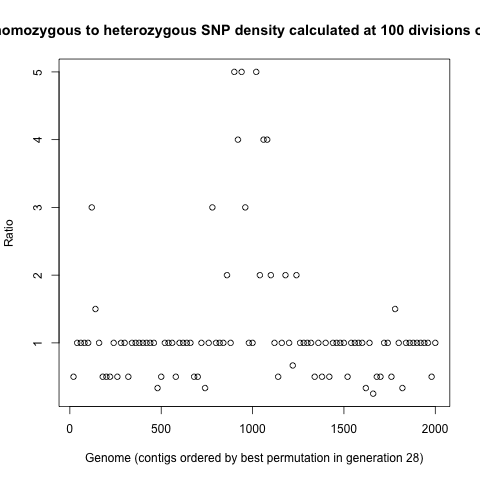 homozygous to heterozygous SNP density calculated at 100 divisions
5
4
3
2
1
Ratio
0 500 1000 1500 2000
Genome (contigs ordered by best permutation in generation 28)